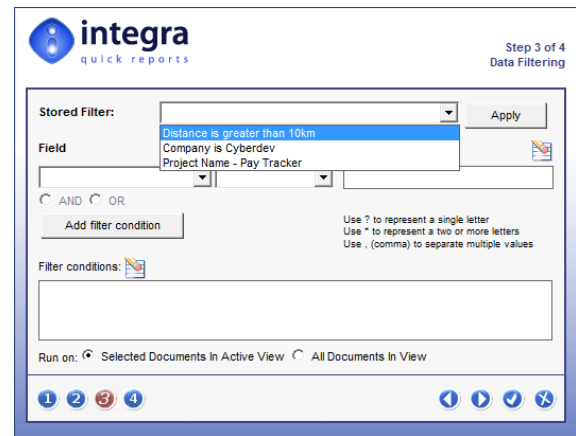 integra
quick reports
Step 3 of 4
Data Filtering
Stored Filter:
Apply
Distance is greater than 10km
Company is Cyberdev
Project Name - Pay Tracker
Field
AND OR
Add filter condition
Use ? to represent a single letter
Use * to represent a two or more letters
Use , (comma) to separate multiple values
Filter conditions:
Run on: Selected Documents In Active View All Documents In View
1 2 3 4